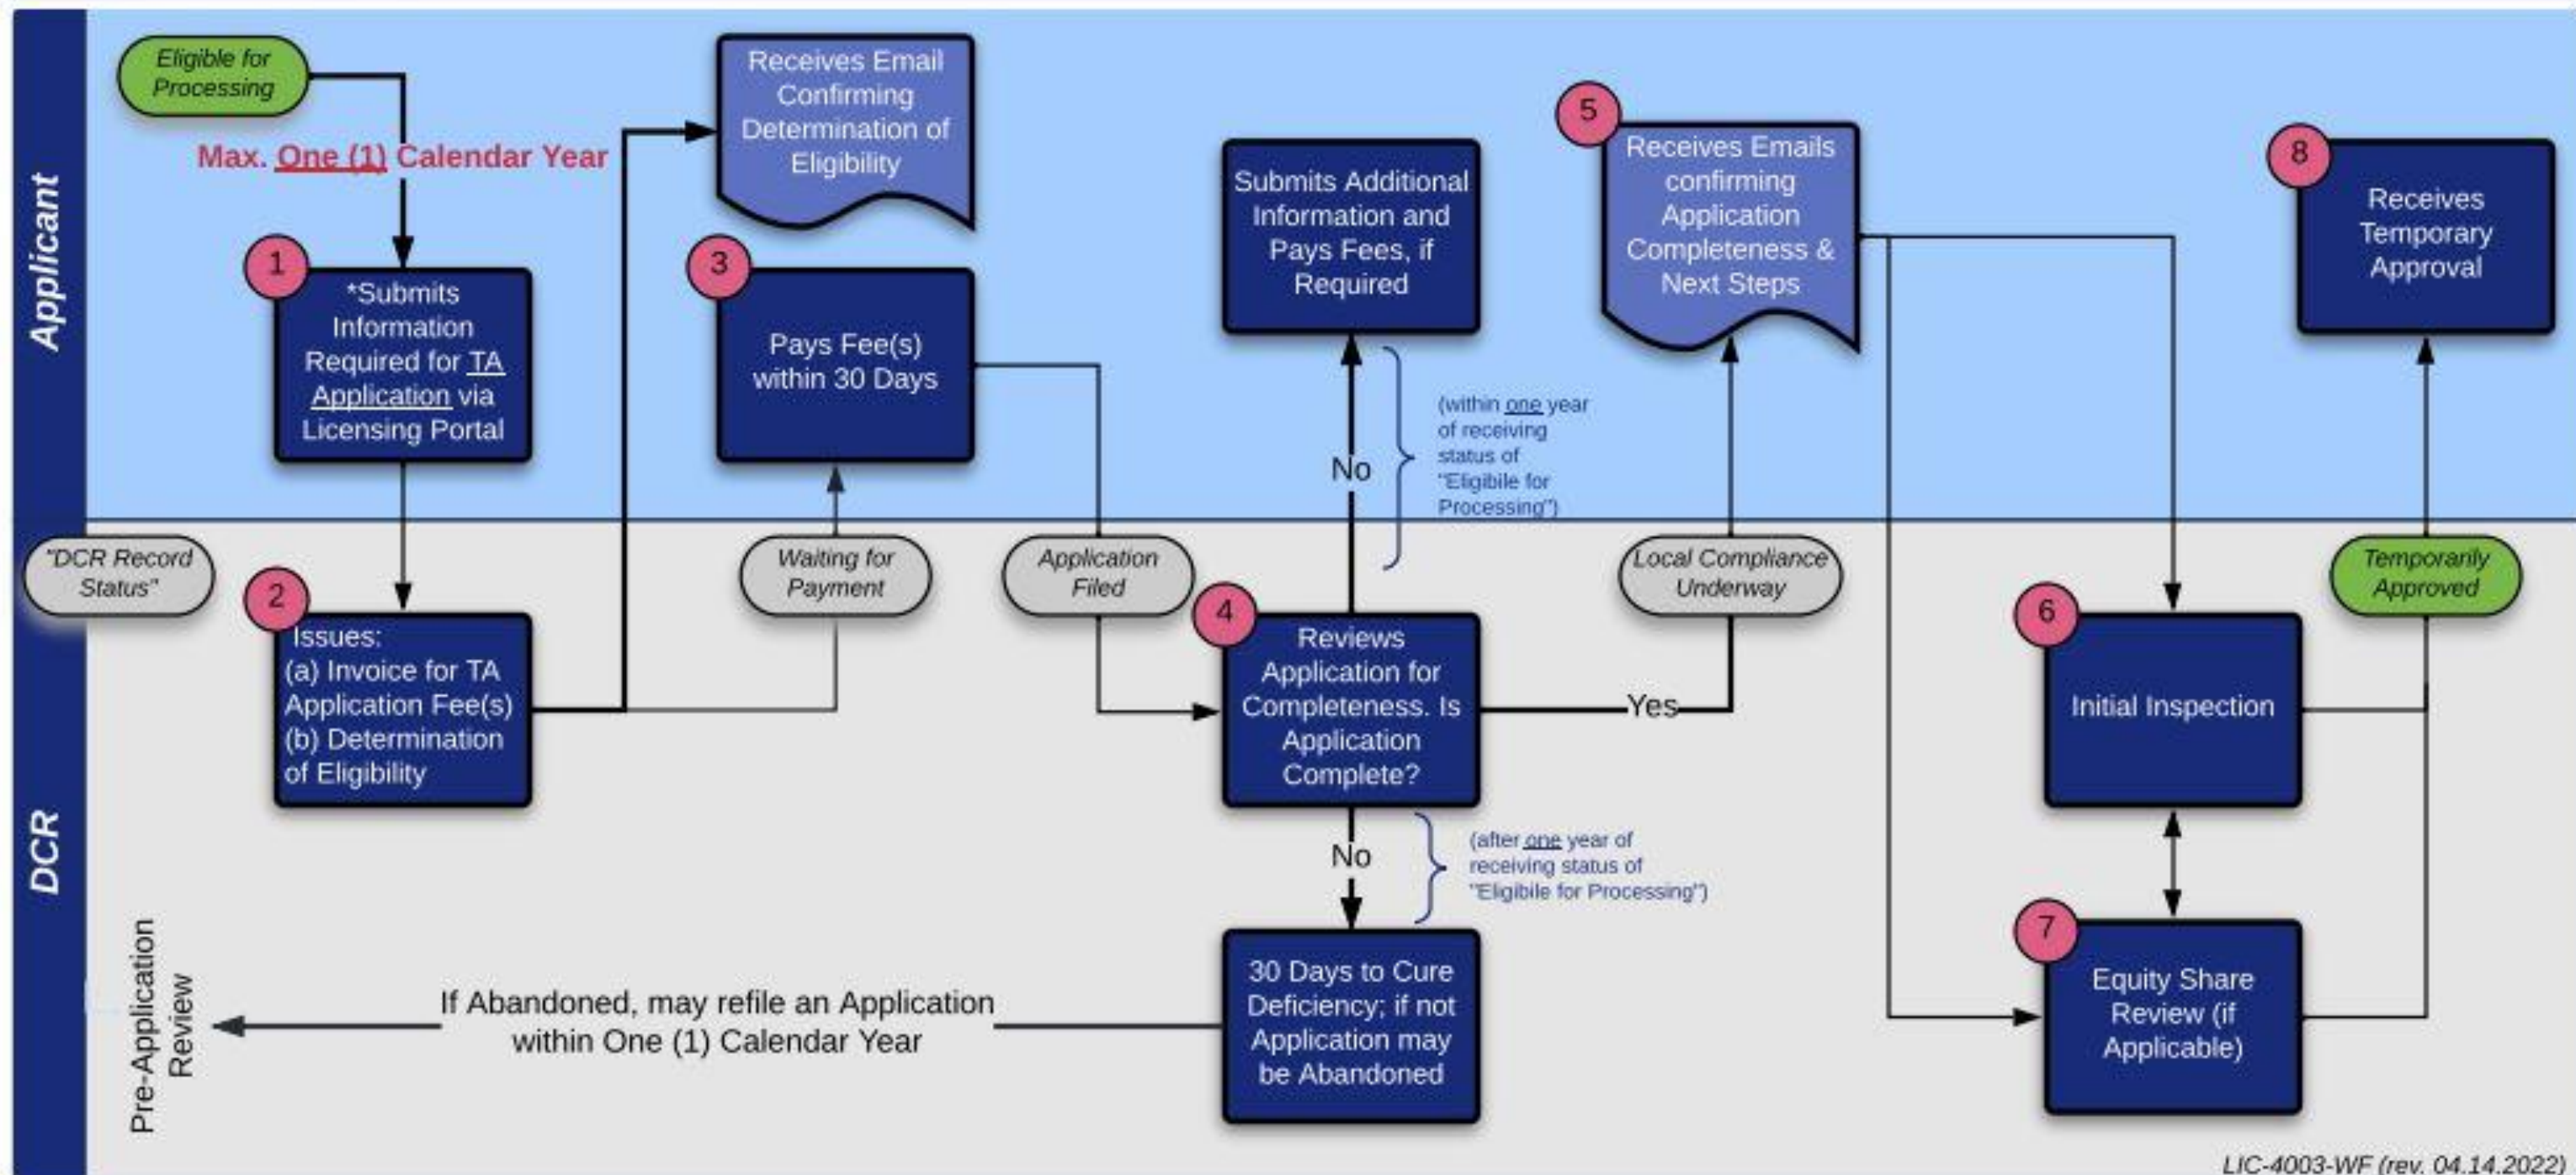 Applicant
Eligible for
Processing
Max. One (1) Calendar Year
1
*Submits
Information
Required for TA
Application via
Licensing Portal
Receives Email
Confirming
Determination of
Eligibility
3
Pays Fee(s)
within 30 Days
Submits Additional
Information and
Pays Fees, if
Required
No
(within one year
of receiving
status of
"Eligibile for
Processing")
5
Receives Emails
confirming
Application
Completeness &
Next Steps
8
Receives
Temporary
Approval
DCR
"DCR Record
Status"
2
Issues:
(a) Invoice for TA
Application Fee(s)
(b) Determination
of Eligibility
Waiting for
Payment
Application
Filed
4
Reviews
Application for
Completeness. Is
Application
Complete?
Yes
Local Compliance
Underway
6
Initial Inspection
Temporarily
Approved
No
(after one year of
receiving status of
"Eligibile for Processing")
30 Days to Cure
Deficiency; if not
Application may
be Abandoned
If Abandoned, may refile an Application
within One (1) Calendar Year
Pre-Application
Review
7
Equity Share
Review (if
Applicable)
LIC-4003-WF (rev. 04.14.2022)